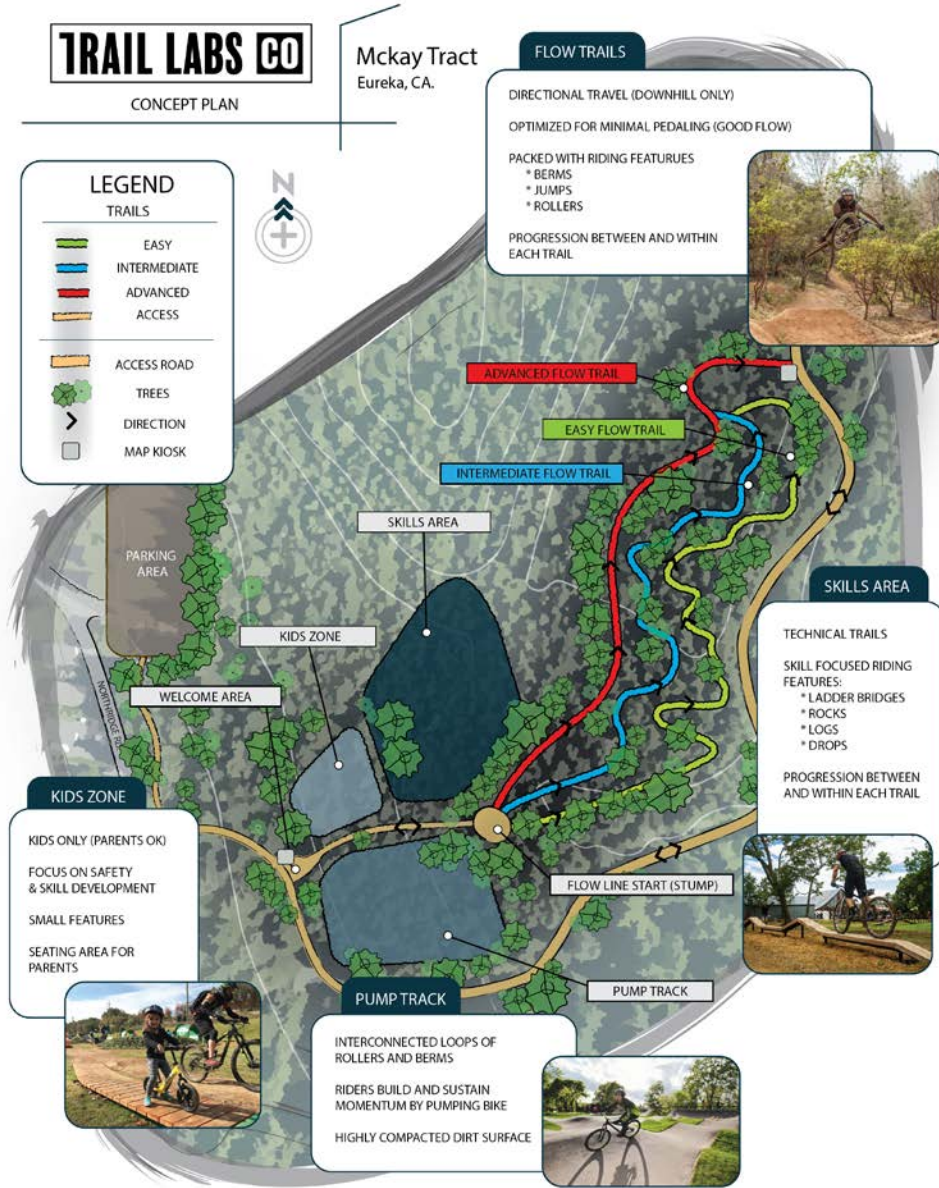 TRAIL LABS CO
CONCEPT PLAN
Mckay Tract
Eureka, CA.
FLOW TRAILS
DIRECTIONAL TRAVEL (DOWNHILL ONLY)
OPTIMIZED FOR MINIMAL PEDALING (GOOD FLOW)
PACKED WITH RIDING FEATURUES
* BERMS
* JUMPS
* ROLLERS
PROGRESSION BETWEEN AND WITHIN
EACH TRAIL
LEGEND
TRAILS
EASY
INTERMEDIATE
ADVANCED
ACCESS
ACCESS ROAD
TREES
DIRECTION
MAP KIOSK
N
ADVANCED FLOW TRAIL
EASY FLOW TRAIL
INTERMEDIATE FLOW TRAIL
SKILLS AREA
PARKING
AREA
KIDS ZONE
WELCOME AREA
NORTHRIDGE RD
FLOW LINE START (STUMP)
PUMP TRACK
SKILLS AREA
TECHNICAL TRAILS
SKILL FOCUSED RIDING
FEATURES:
* LADDER BRIDGES
* ROCKS
* LOGS
* DROPS
PROGRESSION BETWEEN
AND WITHIN EACH TRAIL
KIDS ZONE
KIDS ONLY (PARENTS OK)
FOCUS ON SAFETY
& SKILL DEVELOPMENT
SMALL FEATURES
SEATING AREA FOR
PARENTS
PUMP TRACK
INTERCONNECTED LOOPS OF
ROLLERS AND BERMS
RIDERS BUILD AND SUSTAIN
MOMENTUM BY PUMPING BIKE
HIGHLY COMPACTED DIRT SURFACE